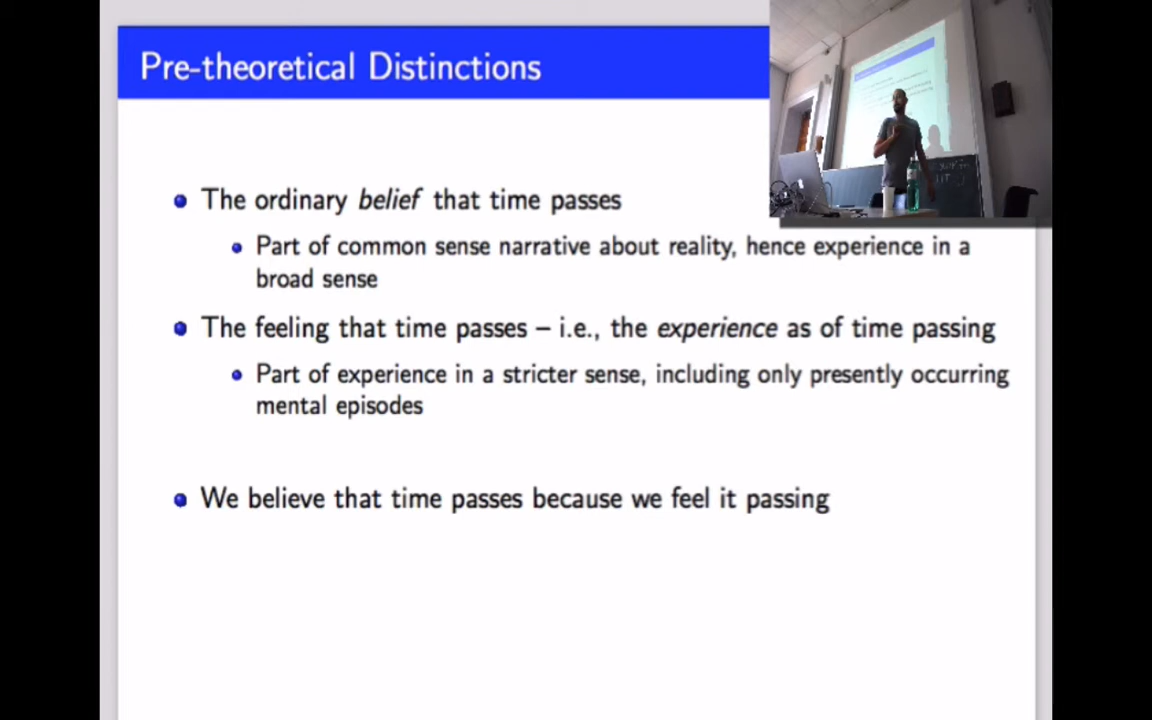 Pre-theoretical Distinctions
The ordinary belief that time passes
Part of common sense narrative about reality, hence experience in a
broad sense
The feeling that time passes – i.e., the experience as of time passing
Part of experience in a stricter sense, including only presently occurring
mental episodes
We believe that time passes because we feel it passing